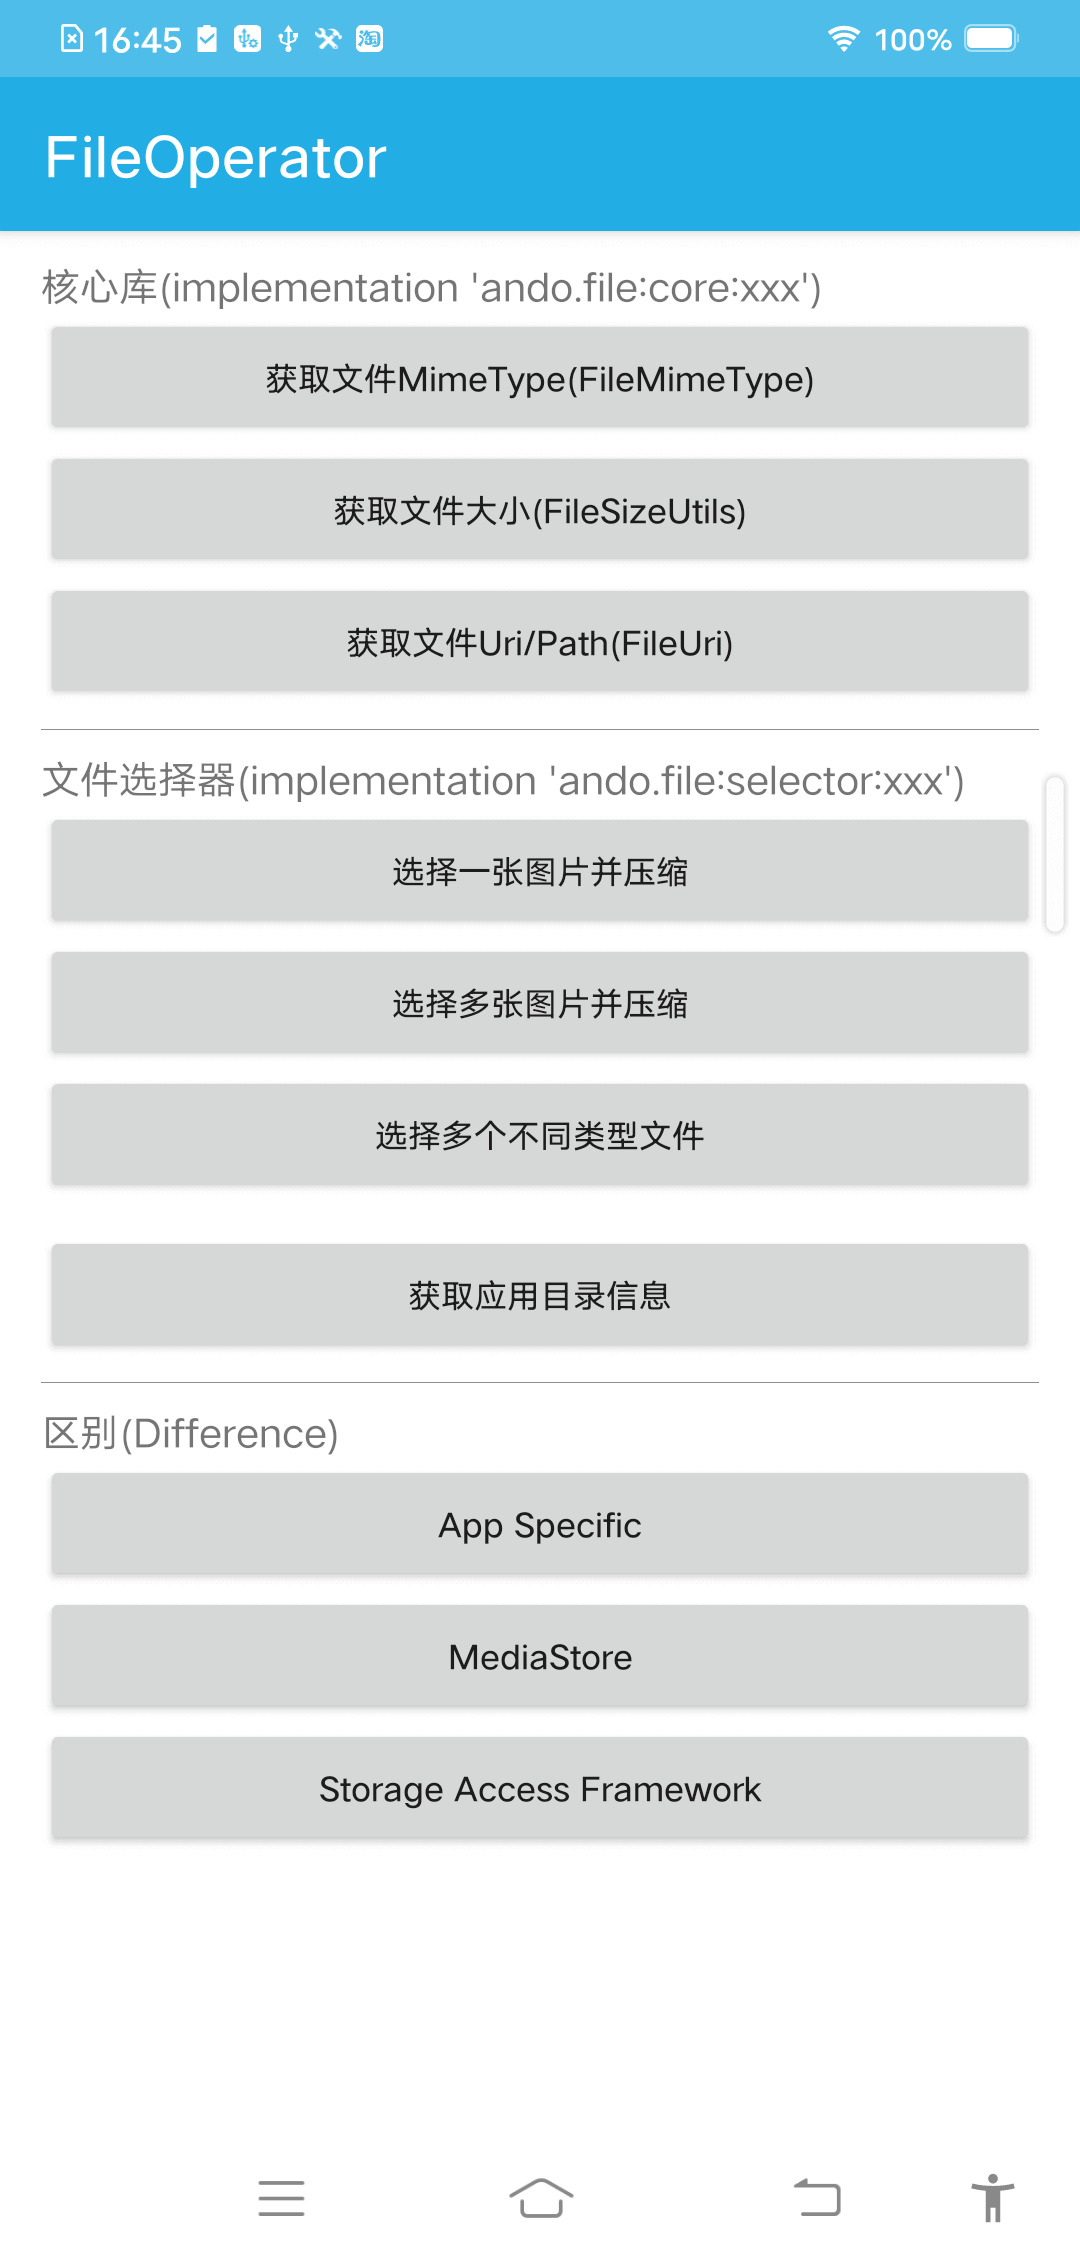 16:45
淘
100%
FileOperator
核心库(implementation 'ando.file:core:xxx')
获取文件MimeType(FileMimeType)
获取文件大小(FileSizeUtils)
获取文件Uri/Path(FileUri)
文件选择器(implementation 'ando.file:selector:xxx')
选择一张图片并压缩
选择多张图片并压缩
选择多个不同类型文件
获取应用目录信息
区别(Difference)
App Specific
MediaStore
Storage Access Framework